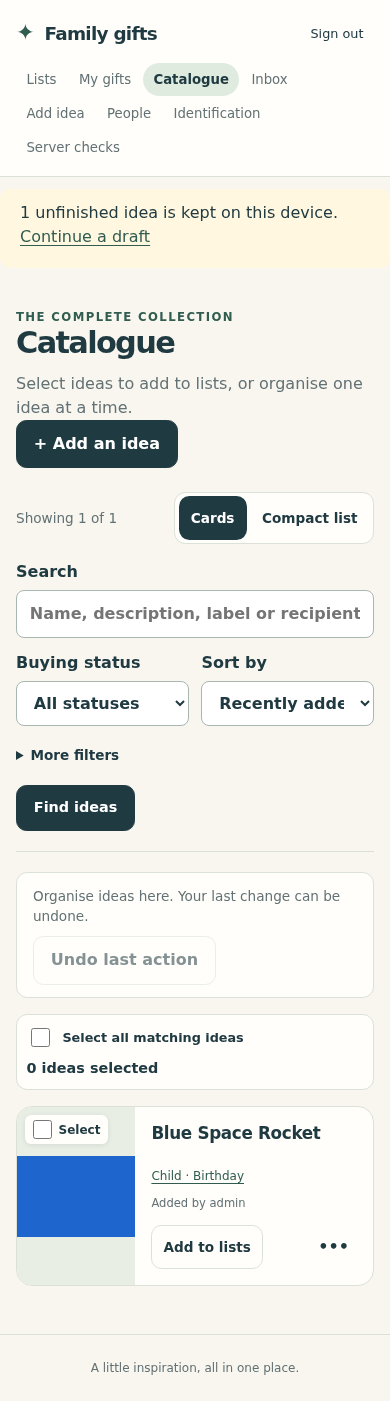 ✦ Family gifts
Sign out
Lists My gifts Catalogue Inbox
Add idea People Identification
Server checks
1 unfinished idea is kept on this device.
Continue a draft
THE COMPLETE COLLECTION
Catalogue
Select ideas to add to lists, or organise one
idea at a time.
+ Add an idea
Showing 1 of 1
Cards Compact list
Search
Name, description, label or recipient
Buying status Sort by
All statuses Recently adde
More filters
Find ideas
Organise ideas here. Your last change can be
undone.
Undo last action
Select all matching ideas
0 ideas selected
Select
Blue Space Rocket
Child · Birthday
Added by admin
Add to lists •••
A little inspiration, all in one place.